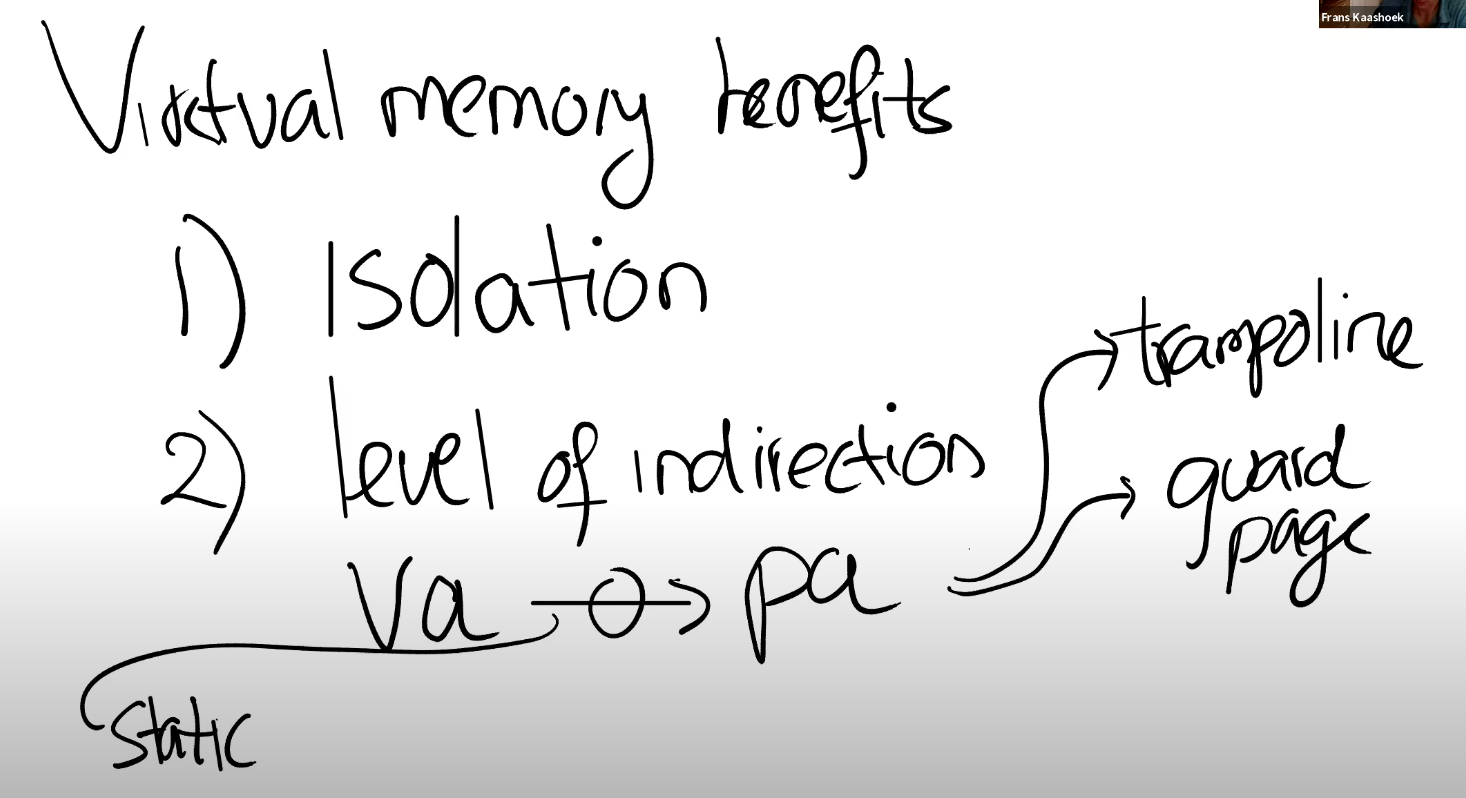 Frans Kaashoek
Virtual memory benefits
1) Isolation
2) level of indirection
va → pa
trampoline
guard
page
static